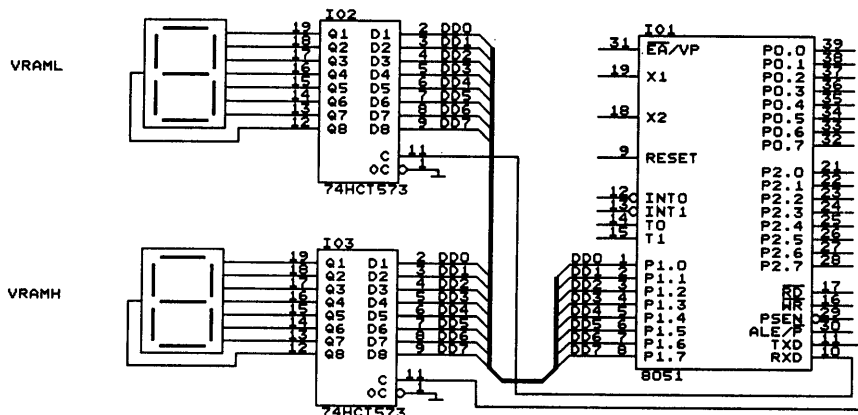 VRAML
IO2
19 Q1 D1 2 DD0
18 Q2 D2 3 DD1
17 Q3 D3 4 DD2
16 Q4 D4 5 DD3
15 Q5 D5 6 DD4
14 Q6 D6 7 DD5
13 Q7 D7 8 DD6
12 Q8 D8 9 DD7
C 11
OC 1
74HCT573
VRAMH
IO3
19 Q1 D1 2 DD0
18 Q2 D2 3 DD1
17 Q3 D3 4 DD2
16 Q4 D4 5 DD3
15 Q5 D5 6 DD4
14 Q6 D6 7 DD5
13 Q7 D7 8 DD6
12 Q8 D8 9 DD7
C 11
OC 1
74HCT573
IO1
31 EA/VP P0.0 39
P0.1 38
19 X1 P0.2 37
P0.3 36
P0.4 35
18 X2 P0.5 34
P0.6 33
P0.7 32
9 RESET
P2.0 21
P2.1 22
12 INT0 P2.2 23
13 INT1 P2.3 24
14 T0 P2.4 25
15 T1 P2.5 26
P2.6 27
DD0 1 P1.0 P2.7 28
DD1 2 P1.1
DD2 3 P1.2 RD 17
DD3 4 P1.3 WR 16
DD4 5 P1.4 PSEN 29
DD5 6 P1.5 ALE/P 30
DD6 7 P1.6 TXD 11
DD7 8 P1.7 RXD 10
8051